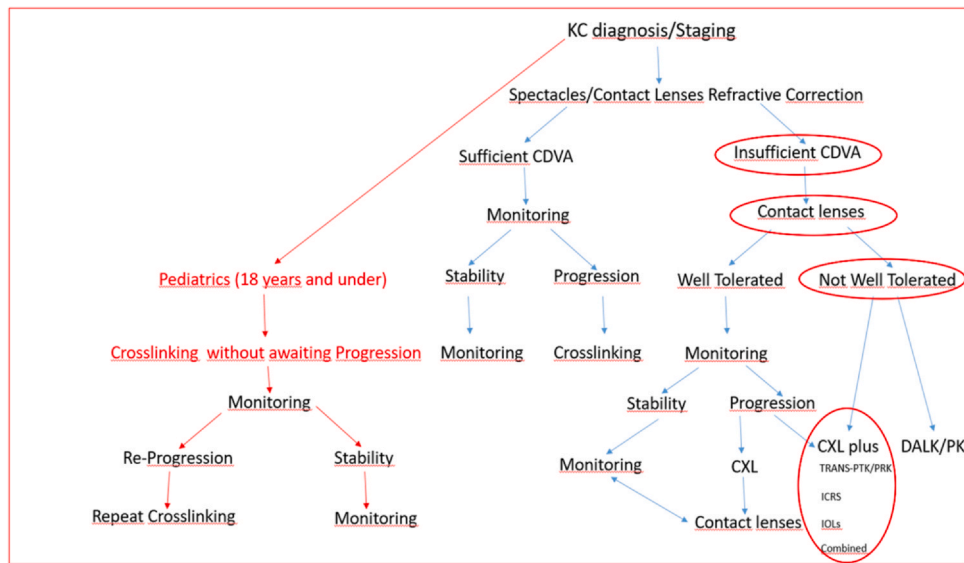 KC diagnosis/Staging
Spectacles/Contact Lenses Refractive Correction
Sufficient CDVA
Insufficient CDVA
Monitoring
Contact lenses
Pediatrics (18 years and under)
Stability
Progression
Well Tolerated
Not Well Tolerated
Crosslinking without awaiting Progression
Monitoring
Crosslinking
Monitoring
Monitoring
Stability
Progression
Re-Progression
Stability
Monitoring
CXL
CXL plus
DALK/PK
TRANS-PTK/PRK
ICRS
IOLs
Combined
Repeat Crosslinking
Monitoring
Contact lenses